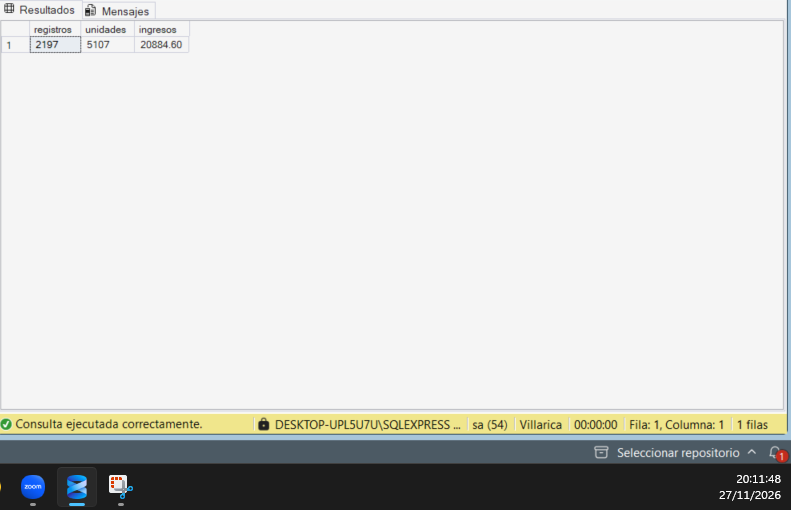 Resultados Mensajes
registros unidades ingresos
1 2197 5107 20884.60
Consulta ejecutada correctamente. DESKTOP-UPL5U7U\SQLEXPRESS ... sa (54) Villarica 00:00:00 Fila: 1, Columna: 1 1 filas
Seleccionar repositorio 1
zoom 20:11:48
27/11/2026